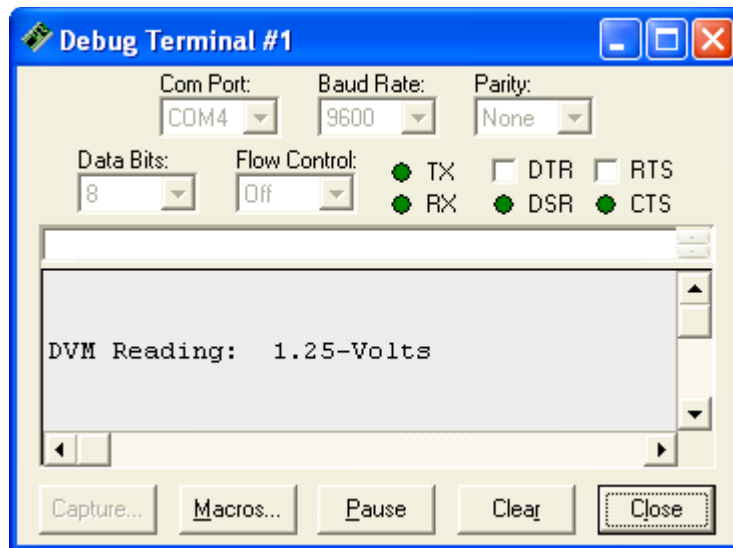 Debug Terminal #1
Com Port: Baud Rate: Parity:
COM4 9600 None
Data Bits: Flow Control: TX DTR RTS
8 Off RX DSR CTS
DVM Reading:  1.25-Volts
Capture... Macros... Pause Clear Close